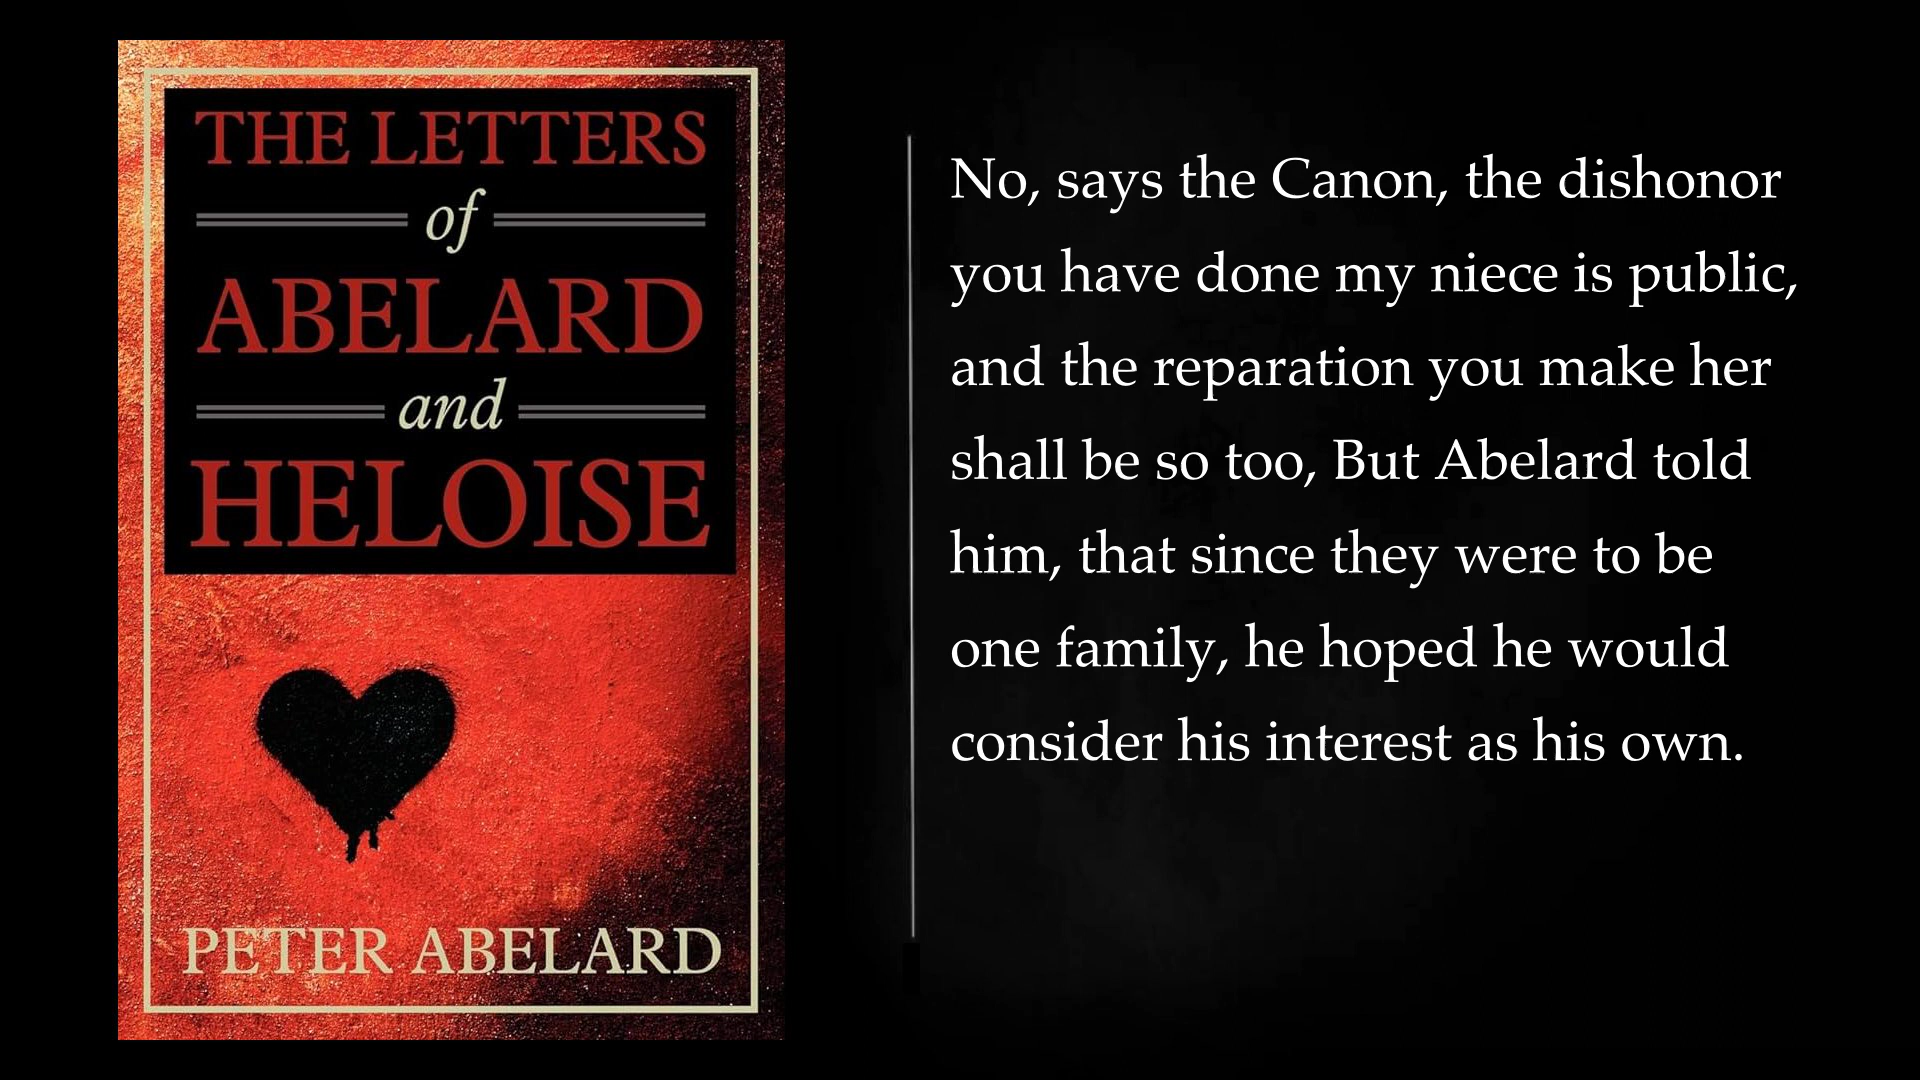 THE LETTERS
of
ABELARD
and
HELOISE
PETER ABELARD
No, says the Canon, the dishonor
you have done my niece is public,
and the reparation you make her
shall be so too, But Abelard told
him, that since they were to be
one family, he hoped he would
consider his interest as his own.